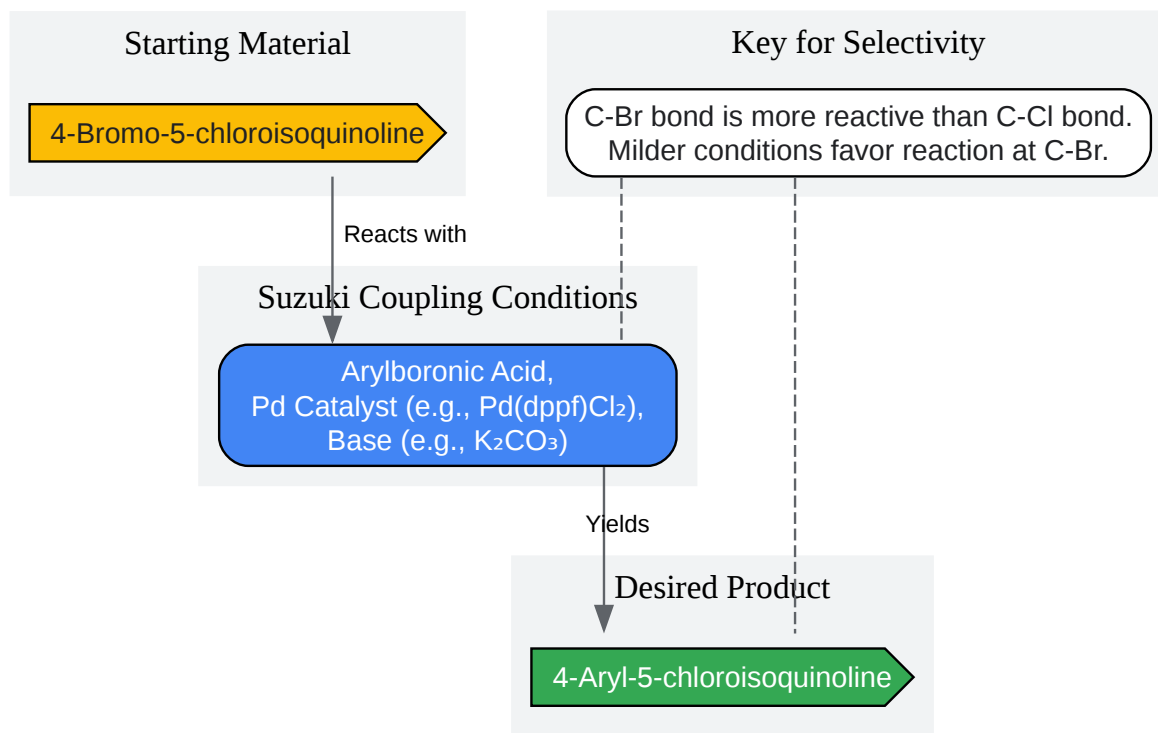 Starting Material
4-Bromo-5-chloroisoquinoline
Key for Selectivity
C-Br bond is more reactive than C-Cl bond.
Milder conditions favor reaction at C-Br.
Reacts with
Suzuki Coupling Conditions
Arylboronic Acid,
Pd Catalyst (e.g., Pd(dppf)Cl₂),
Base (e.g., K₂CO₃)
Yields
Desired Product
4-Aryl-5-chloroisoquinoline